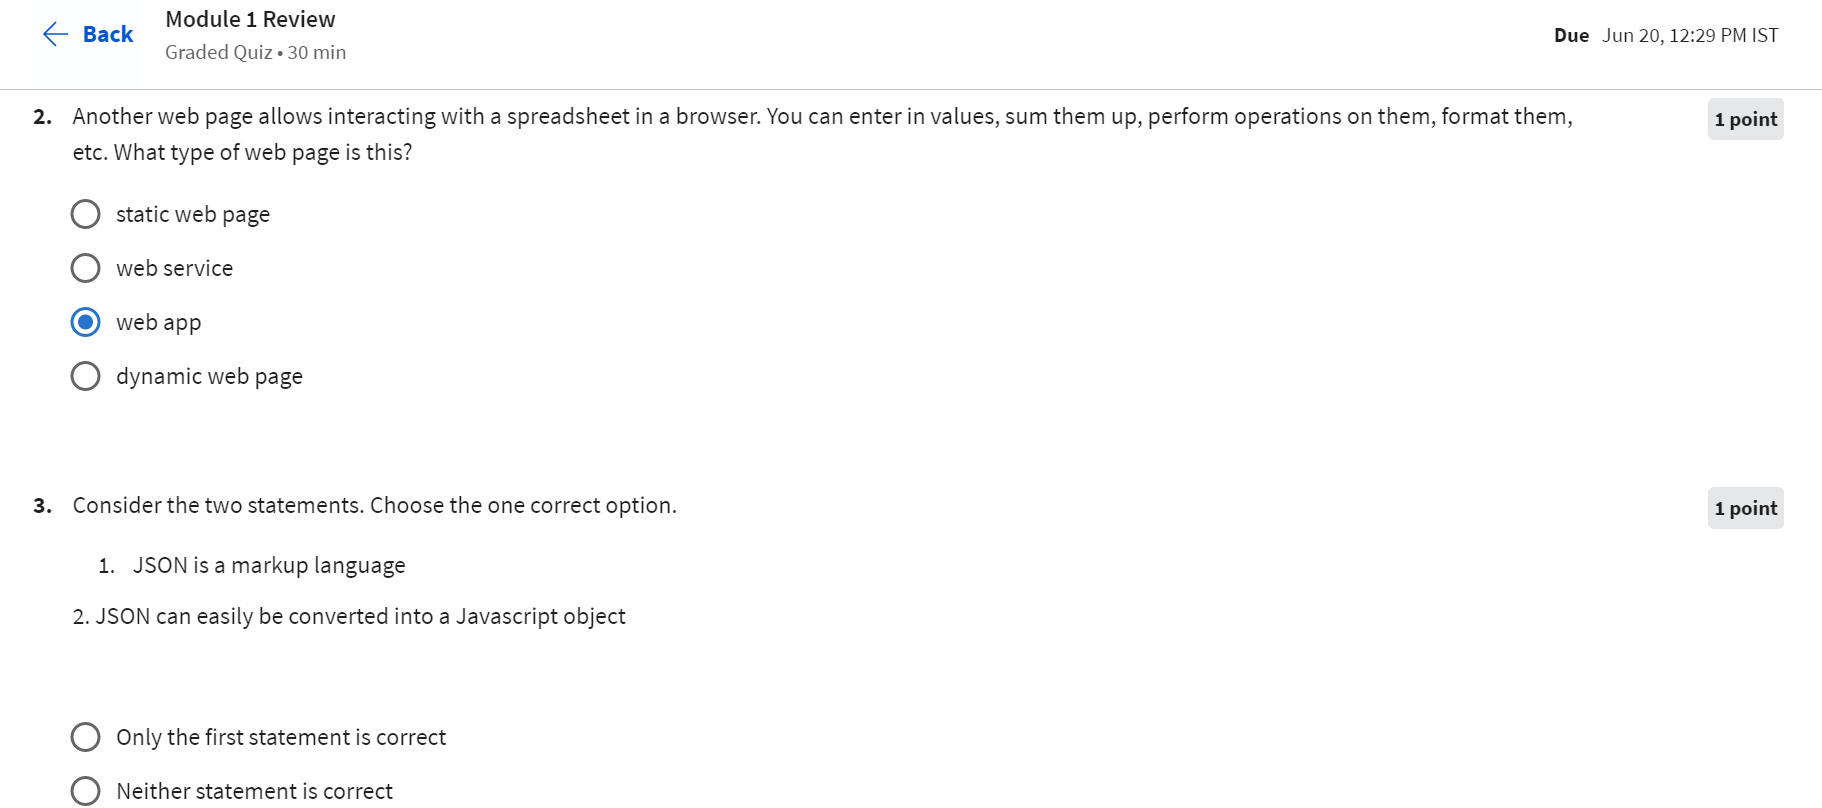 Back
Module 1 Review
Graded Quiz • 30 min
Due Jun 20, 12:29 PM IST
2. Another web page allows interacting with a spreadsheet in a browser. You can enter in values, sum them up, perform operations on them, format them,
etc. What type of web page is this?
1 point
static web page
web service
web app
dynamic web page
3. Consider the two statements. Choose the one correct option.
1 point
1. JSON is a markup language
2. JSON can easily be converted into a Javascript object
Only the first statement is correct
Neither statement is correct